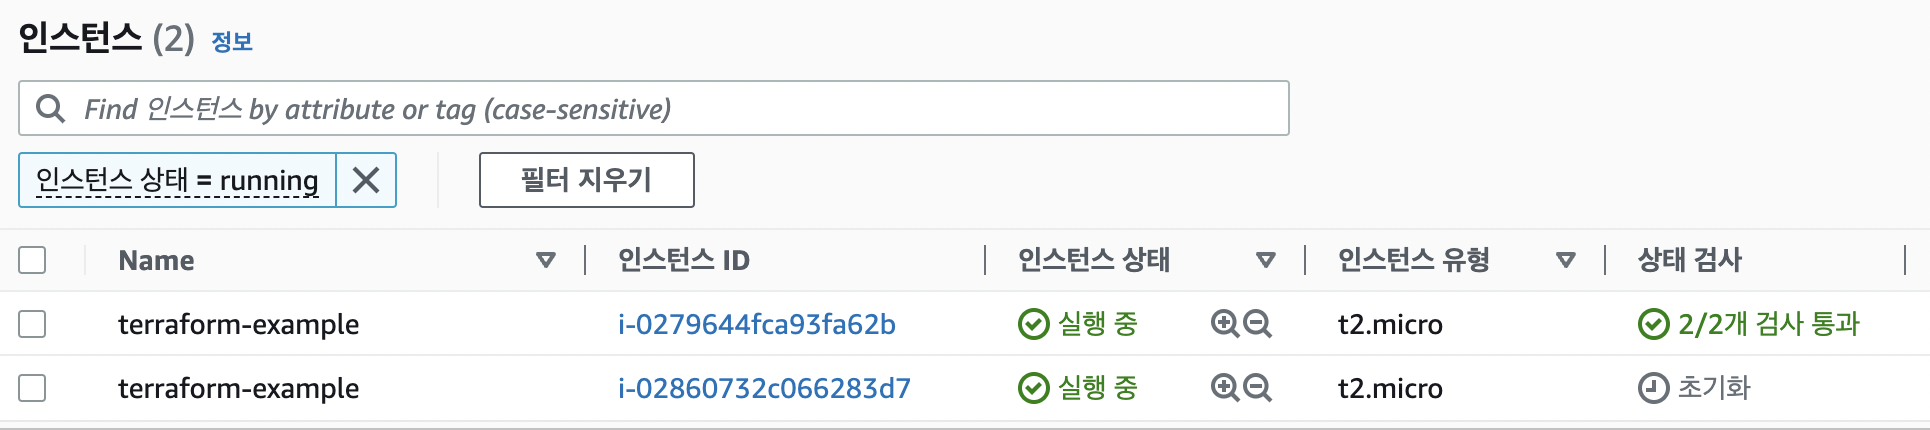 인스턴스 (2) 정보
Find 인스턴스 by attribute or tag (case-sensitive)
인스턴스 상태 = running 필터 지우기
Name 인스턴스 ID 인스턴스 상태 인스턴스 유형 상태 검사
terraform-example i-0279644fca93fa62b 실행 중 t2.micro 2/2개 검사 통과
terraform-example i-02860732c066283d7 실행 중 t2.micro 초기화